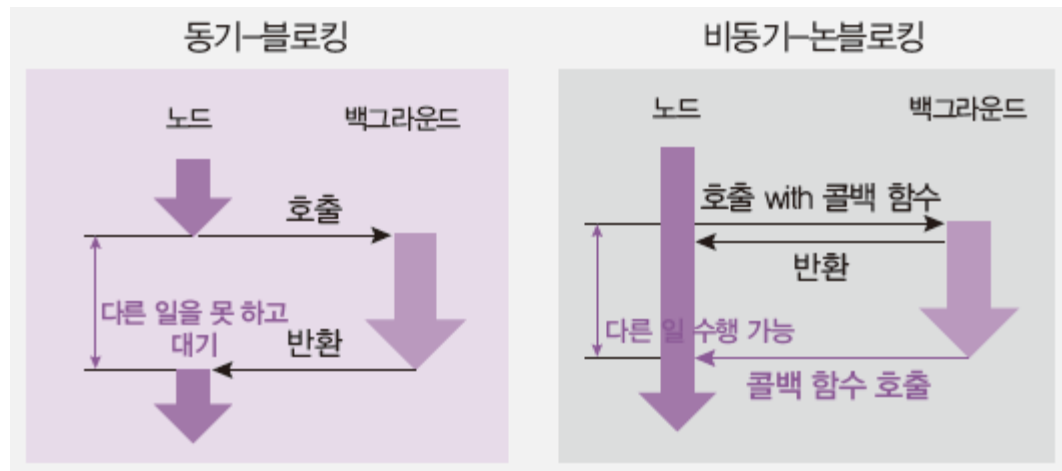 동기-블로킹
노드
백그라운드
호출
다른 일을 못 하고
대기
반환
비동기-논블로킹
노드
백그라운드
호출 with 콜백 함수
반환
다른 일 수행 가능
콜백 함수 호출